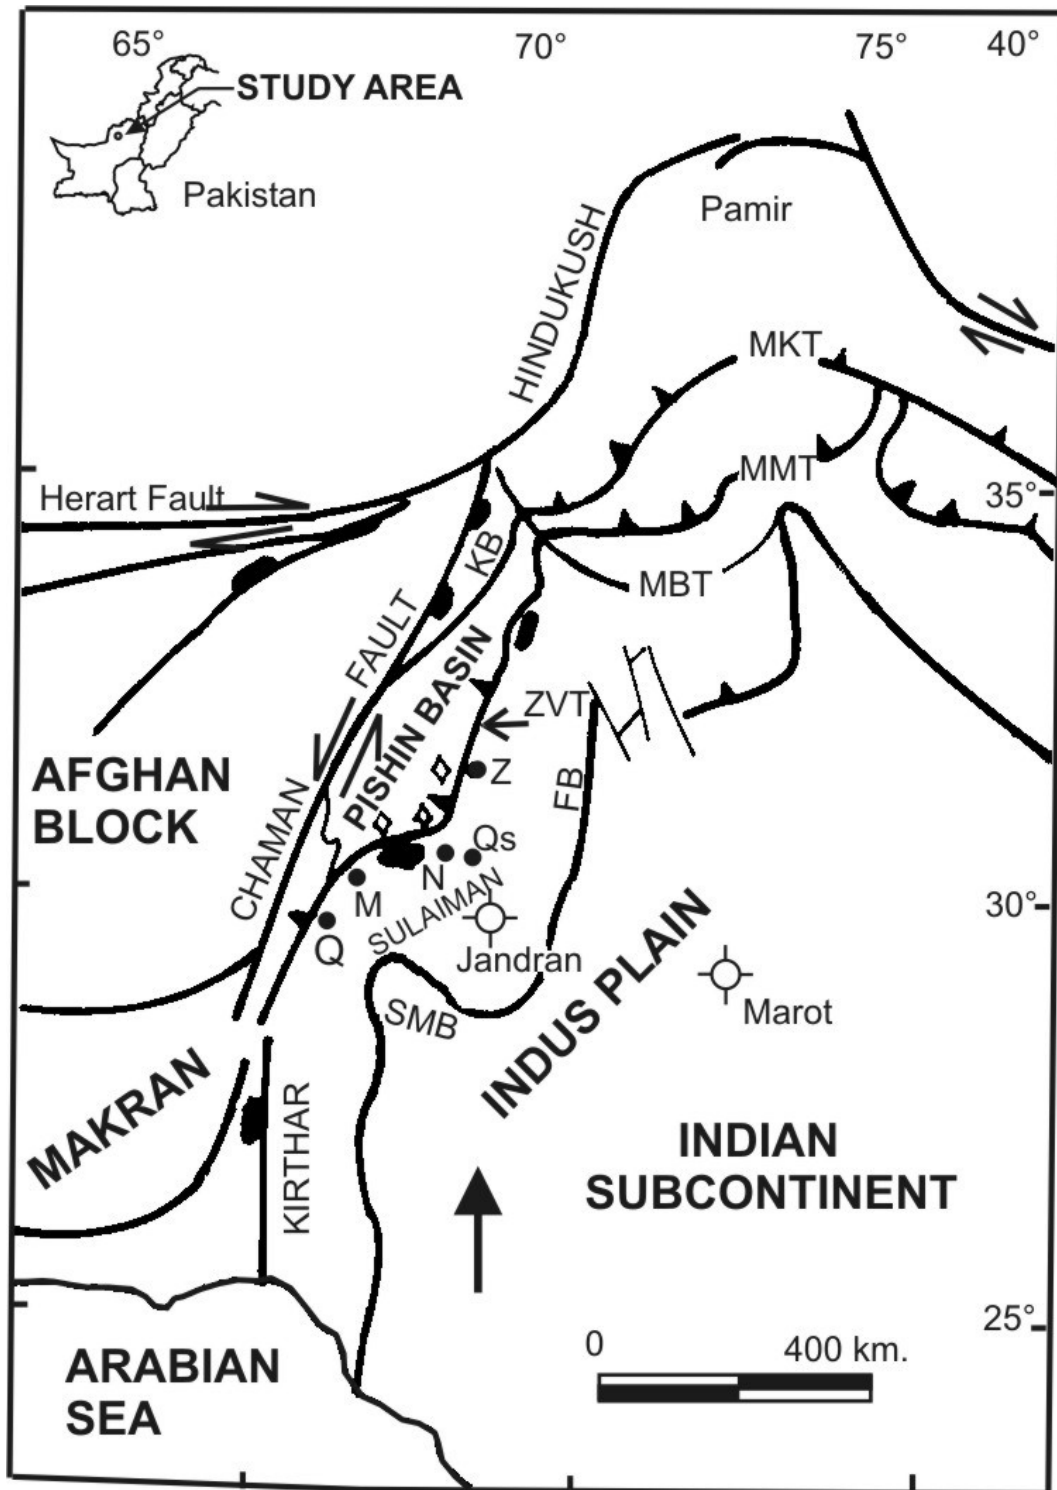 65°
70°
75°
40°
STUDY AREA
Pakistan
Pamir
HINDUKUSH
MKT
MMT
Herart Fault
35°
KB
MBT
FAULT
PISHIN BASIN
ZVT
AFGHAN
BLOCK
Z
FB
CHAMAN
Qs
N
M
SULAIMAN
30°
Q
Jandran
SMB
INDUS PLAIN
Marot
MAKRAN
KIRTHAR
INDIAN
SUBCONTINENT
25°
0
400 km.
ARABIAN
SEA